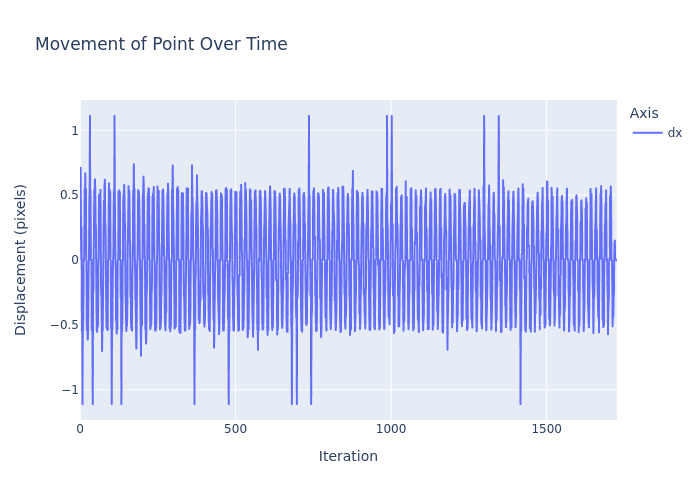 Movement of Point Over Time
Axis
dx
1
0.5
0
−0.5
−1
Displacement (pixels)
0
500
1000
1500
Iteration